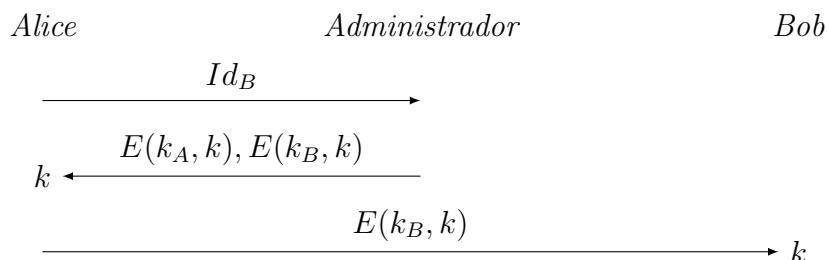 Alice Administrador Bob
Id_B
E(k_A, k), E(k_B, k)
k
E(k_B, k)
k